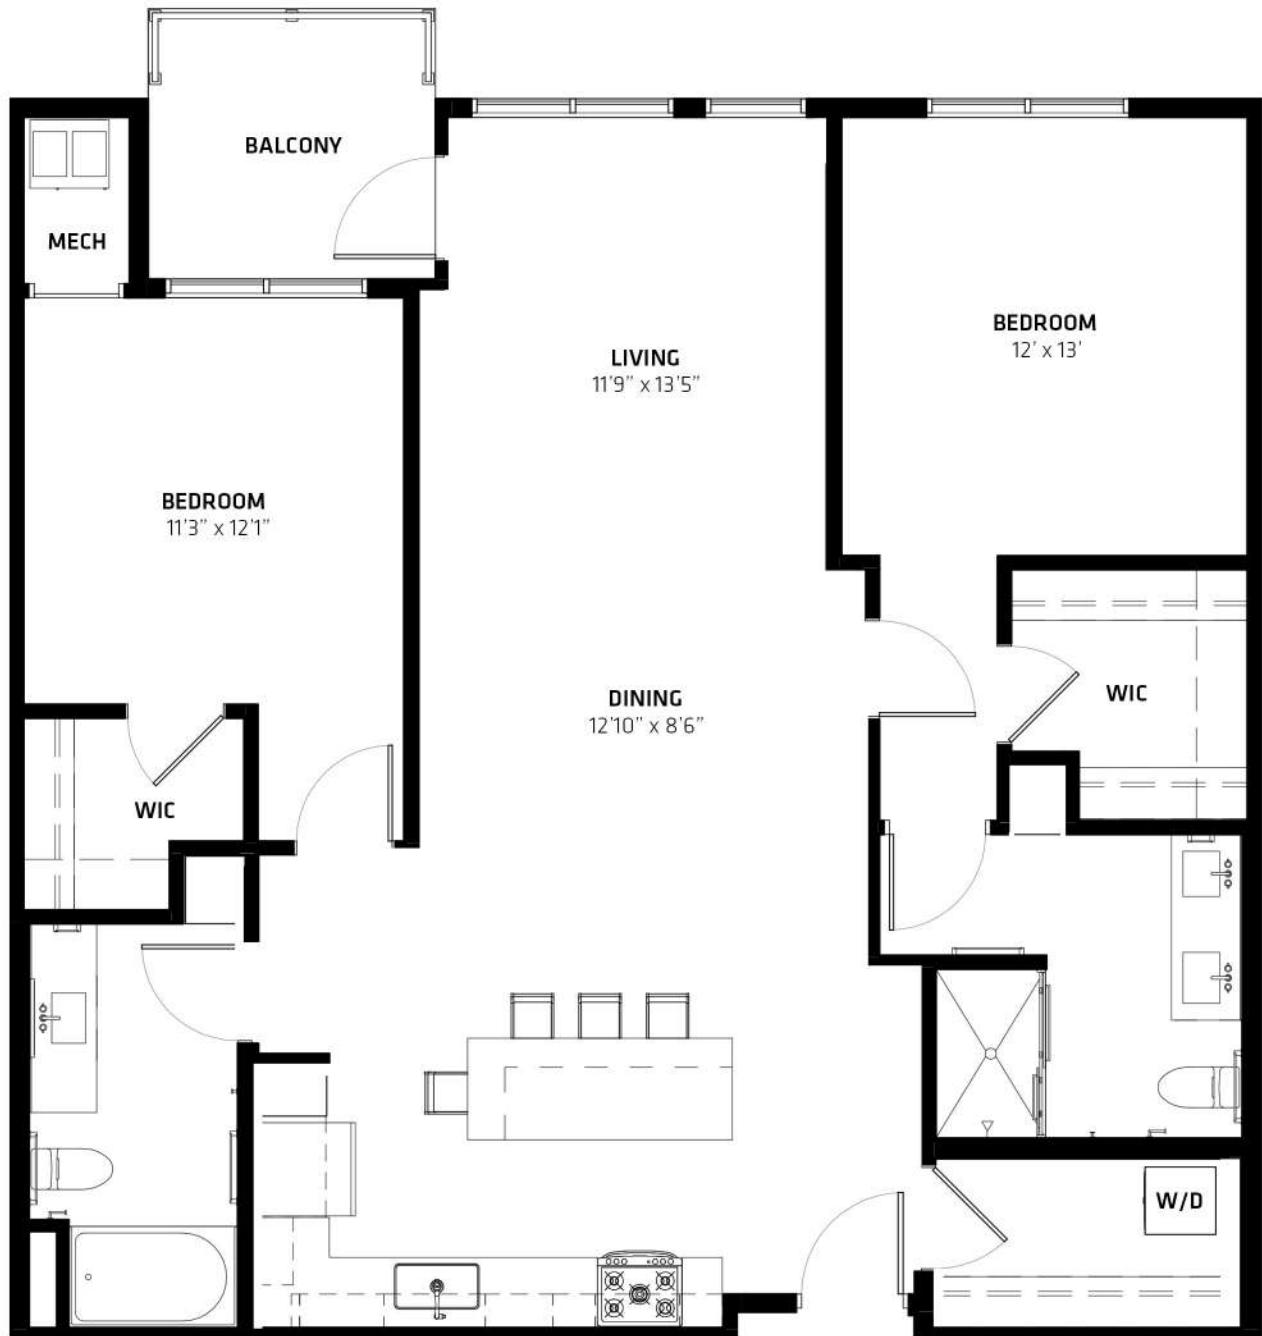 BALCONY
MECH
BEDROOM
12' x 13'
LIVING
11'9” x 13'5”
BEDROOM
11'3” x 12'1”
DINING
12'10” x 8'6”
WIC
WIC
W/D